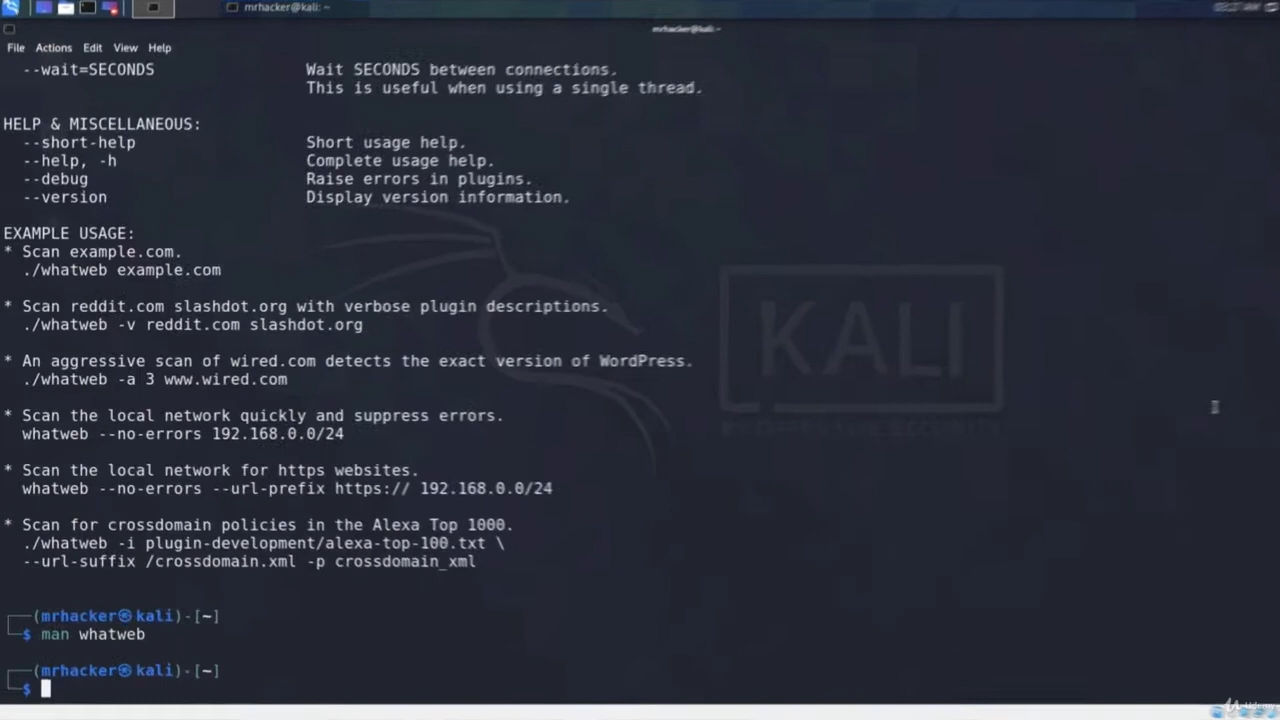 mrhacker@kali: ~
mrhacker@kali: ~
File Actions Edit View Help
--wait=SECONDS Wait SECONDS between connections.
This is useful when using a single thread.
HELP & MISCELLANEOUS:
--short-help Short usage help.
--help, -h Complete usage help.
--debug Raise errors in plugins.
--version Display version information.
EXAMPLE USAGE:
* Scan example.com.
./whatweb example.com
* Scan reddit.com slashdot.org with verbose plugin descriptions.
./whatweb -v reddit.com slashdot.org
* An aggressive scan of wired.com detects the exact version of WordPress.
./whatweb -a 3 www.wired.com
* Scan the local network quickly and suppress errors.
whatweb --no-errors 192.168.0.0/24
* Scan the local network for https websites.
whatweb --no-errors --url-prefix https:// 192.168.0.0/24
* Scan for crossdomain policies in the Alexa Top 1000.
./whatweb -i plugin-development/alexa-top-100.txt \
--url-suffix /crossdomain.xml -p crossdomain_xml
KALI
┌──(mrhacker㉿kali)-[~]
└─$ man whatweb
┌──(mrhacker㉿kali)-[~]
└─$
Udemy